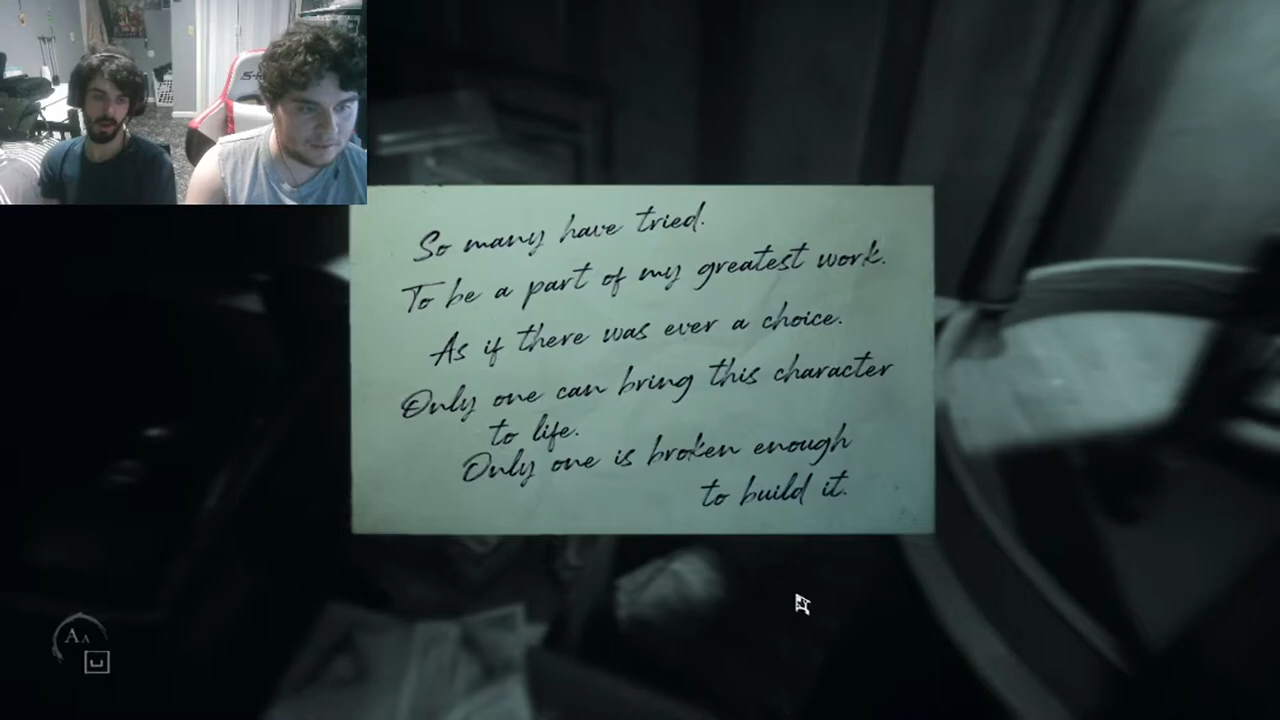 So many have tried.
To be a part of my greatest work.
As if there was ever a choice.
Only one can bring this character
to life.
Only one is broken enough
to build it.
AA